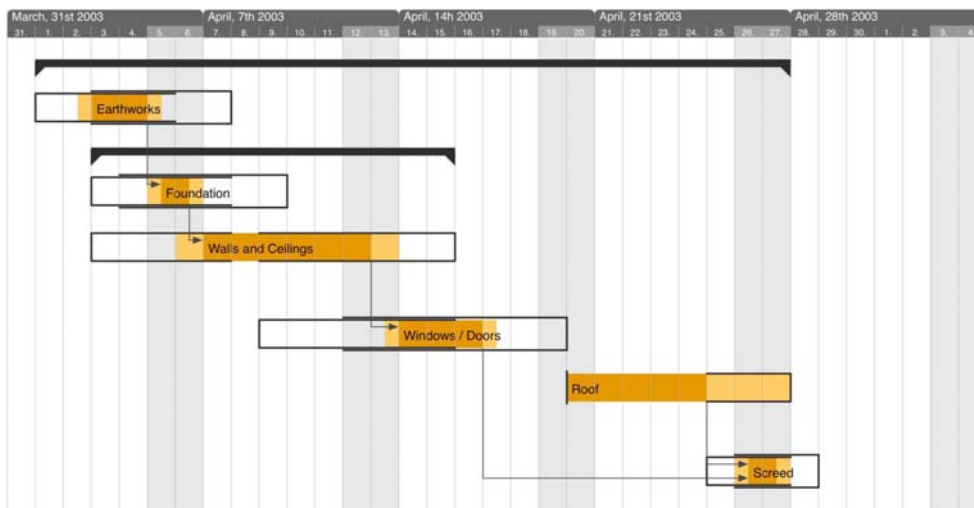 March, 31st 2003 April, 7th 2003 April, 14h 2003 April, 21st 2003 April, 28th 2003
31. 1. 2. 3. 4. 5. 6. 7. 8. 9. 10. 11. 12. 13. 14. 15. 16. 17. 18. 19. 20. 21. 22. 23. 24. 25. 26. 27. 28. 29. 30. 1. 2. 3. 4.
Earthworks
Foundation
Walls and Ceilings
Windows / Doors
Roof
Screed